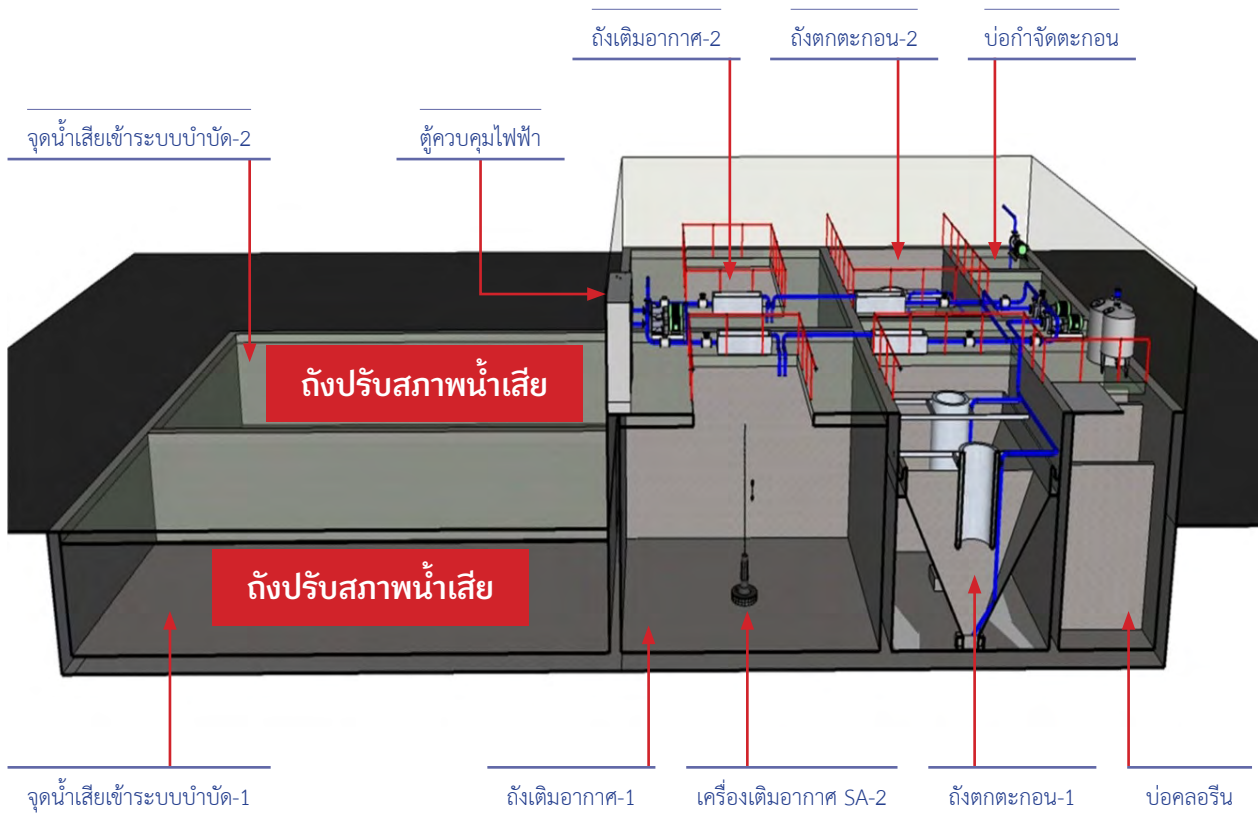 ถังเติมอากาศ-2
ถังตกตะกอน-2
บ่อกำจัดตะกอน
จุดน้ำเสียเข้าระบบบำบัด-2
ตู้ควบคุมไฟฟ้า
ถังปรับสภาพน้ำเสีย
ถังปรับสภาพน้ำเสีย
จุดน้ำเสียเข้าระบบบำบัด-1
ถังเติมอากาศ-1
เครื่องเติมอากาศ SA-2
ถังตกตะกอน-1
บ่อคลอรีน